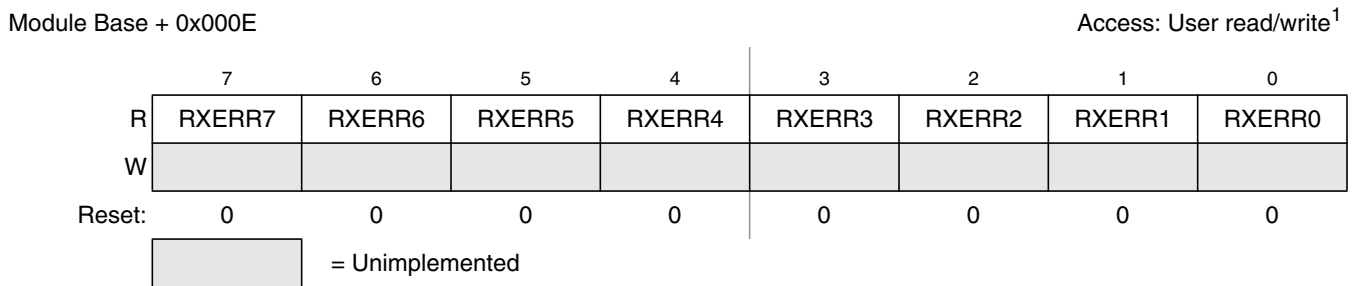 Module Base + 0x000E Access: User read/write1
7 6 5 4 3 2 1 0
R RXERR7 RXERR6 RXERR5 RXERR4 RXERR3 RXERR2 RXERR1 RXERR0
W
Reset: 0 0 0 0 0 0 0 0
= Unimplemented